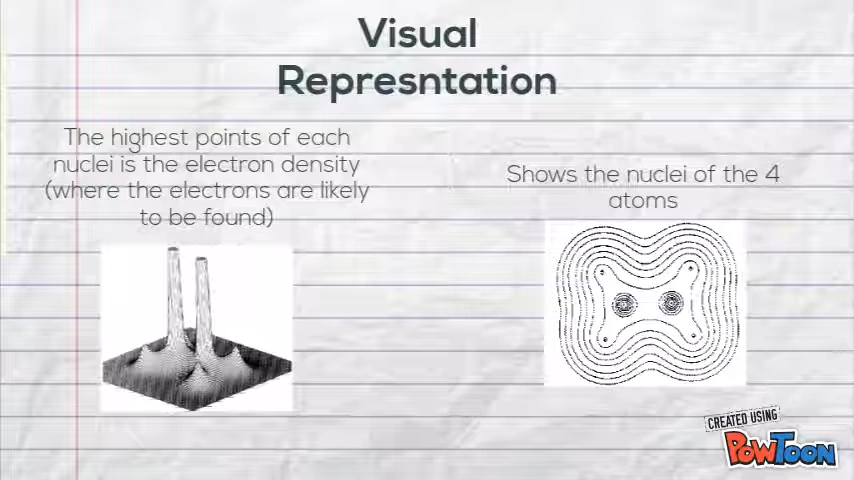 Visual
Represntation
The highest points of each
nuclei is the electron density
(where the electrons are likely
to be found)
Shows the nuclei of the 4
atoms
CREATED USING
POWTOON